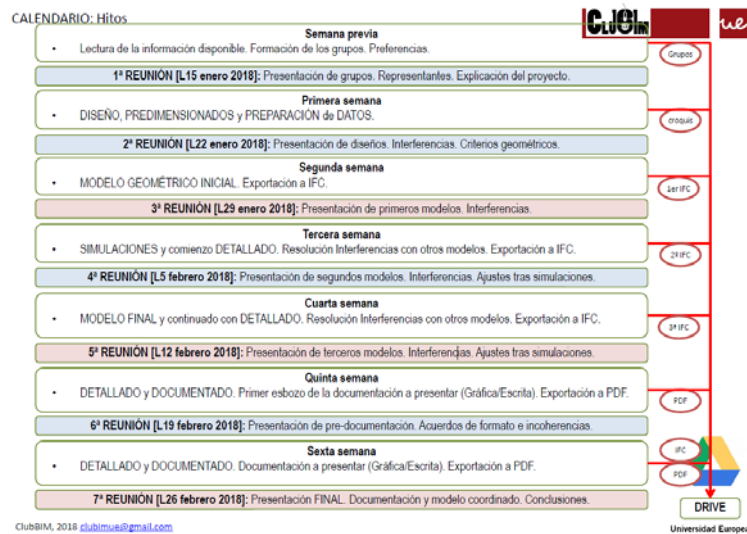 CALENDARIO: Hitos
CLUBIM
ue
Semana previa
• Lectura de la información disponible. Formación de los grupos. Preferencias.
Grupos
1ª REUNIÓN [L15 enero 2018]: Presentación de grupos. Representantes. Explicación del proyecto.
Primera semana
• DISEÑO, PREDIMENSIONADOS y PREPARACIÓN de DATOS.
croquis
2ª REUNIÓN [L22 enero 2018]: Presentación de diseños. Interferencias. Criterios geométricos.
Segunda semana
• MODELO GEOMÉTRICO INICIAL. Exportación a IFC.
1er IFC
3ª REUNIÓN [L29 enero 2018]: Presentación de primeros modelos. Interferencias.
Tercera semana
• SIMULACIONES y comienzo DETALLADO. Resolución Interferencias con otros modelos. Exportación a IFC.
2º IFC
4ª REUNIÓN [L5 febrero 2018]: Presentación de segundos modelos. Interferencias. Ajustes tras simulaciones.
Cuarta semana
• MODELO FINAL y continuado con DETALLADO. Resolución Interferencias con otros modelos. Exportación a IFC.
3º IFC
5ª REUNIÓN [L12 febrero 2018]: Presentación de terceros modelos. Interferencias. Ajustes tras simulaciones.
Quinta semana
• DETALLADO y DOCUMENTADO. Primer esbozo de la documentación a presentar (Gráfica/Escrita). Exportación a PDF.
PDF
6ª REUNIÓN [L19 febrero 2018]: Presentación de pre-documentación. Acuerdos de formato e incoherencias.
Sexta semana
IFC
• DETALLADO y DOCUMENTADO. Documentación a presentar (Gráfica/Escrita). Exportación a PDF.
PDF
7ª REUNIÓN [L26 febrero 2018]: Presentación FINAL. Documentación y modelo coordinado. Conclusiones.
DRIVE
ClubBIM, 2018 clubimue@gmail.com
Universidad Europea